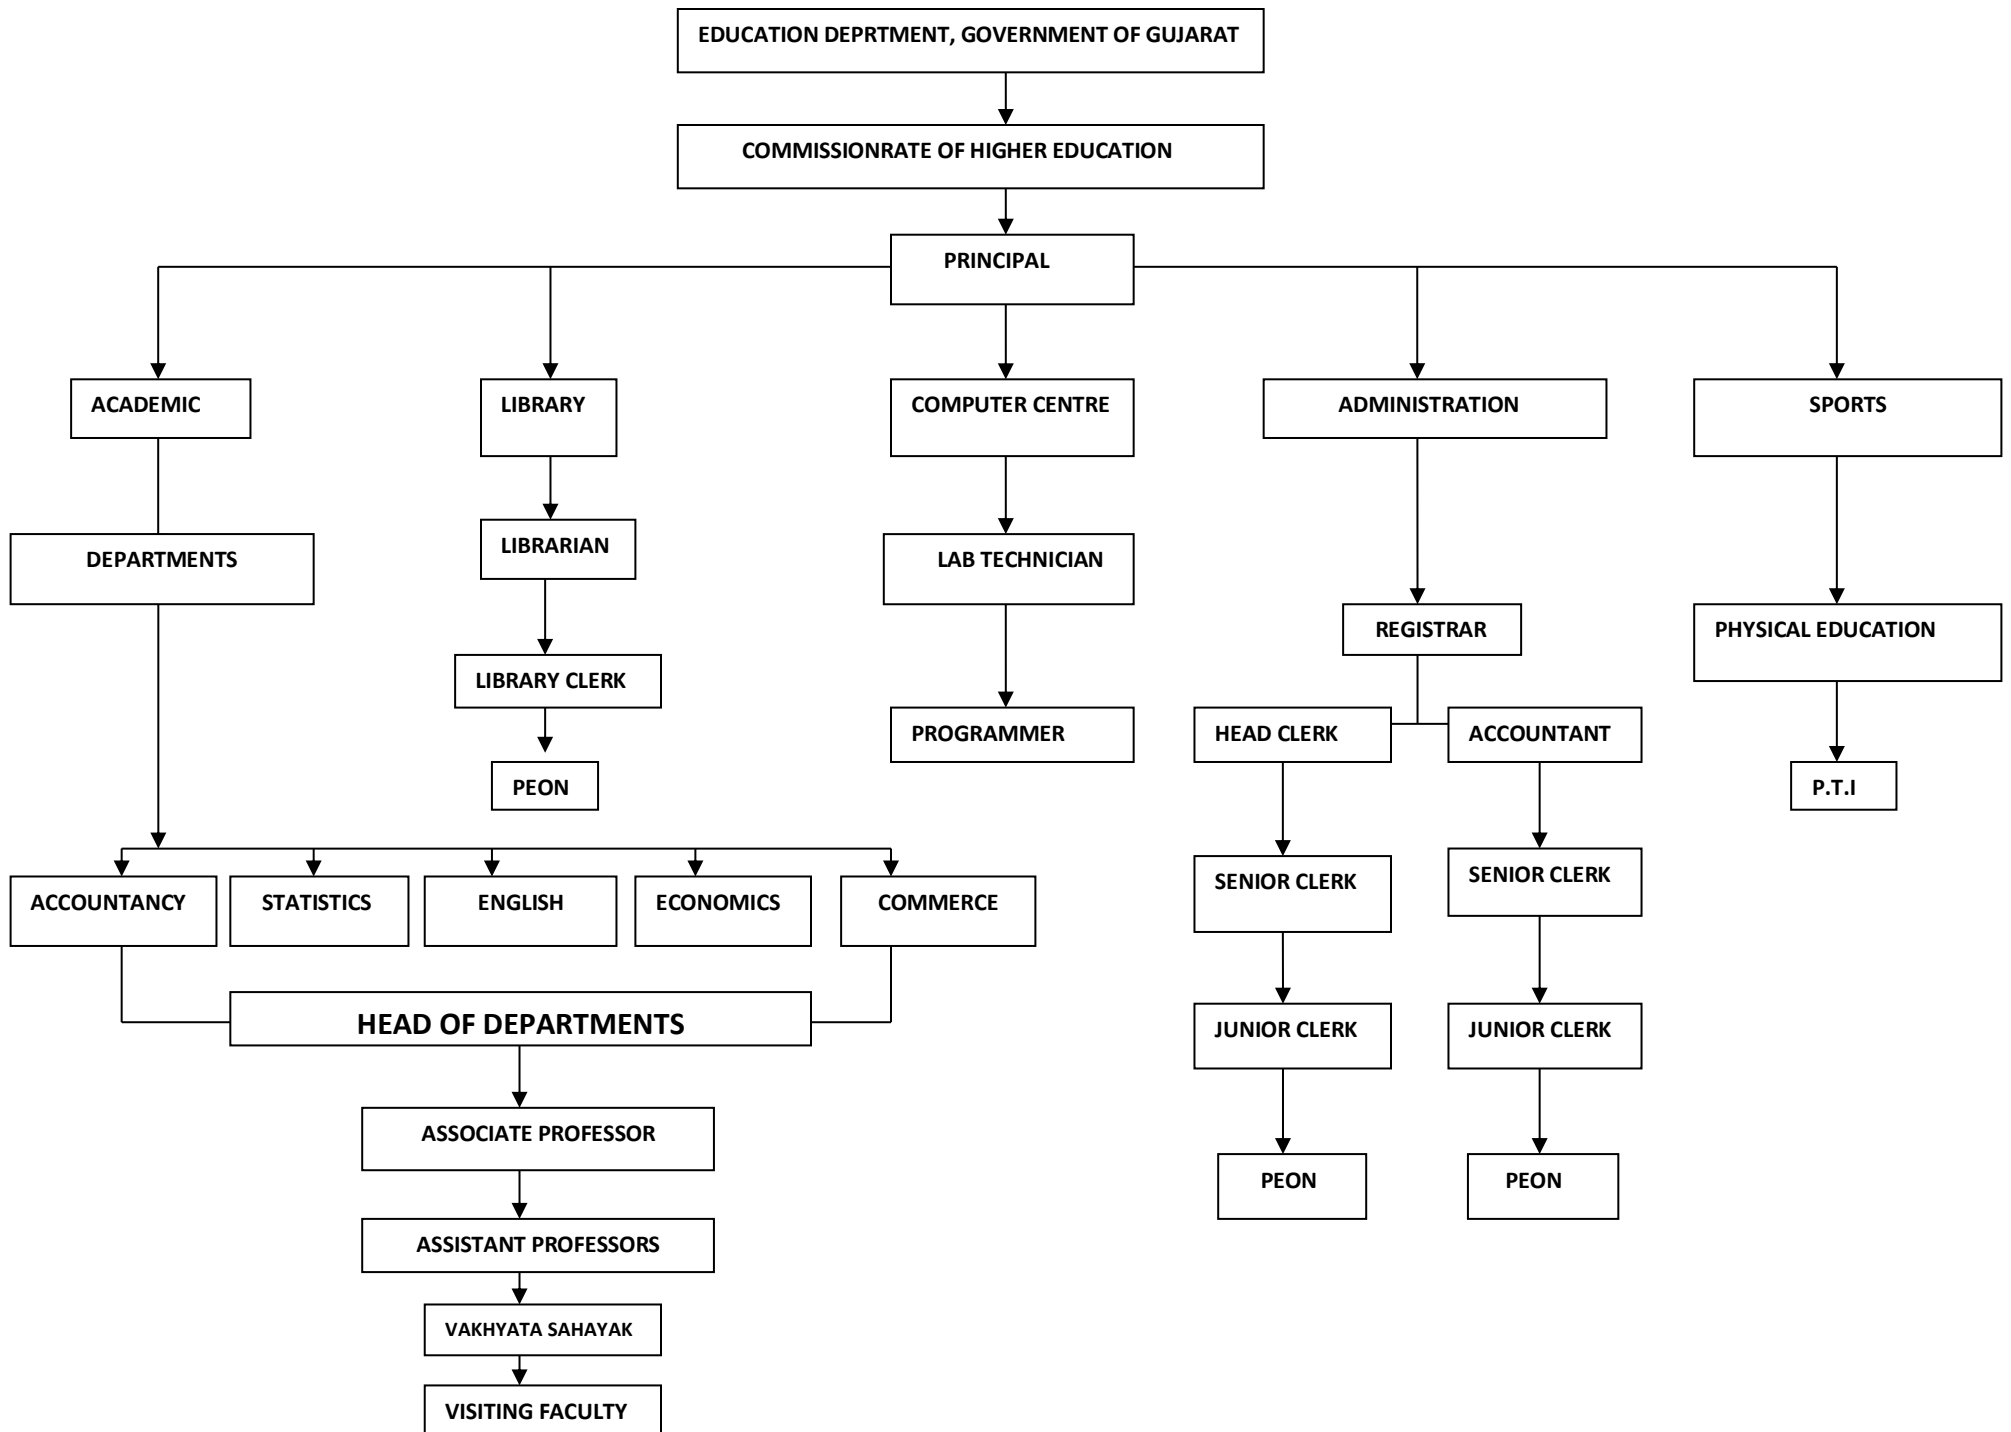 EDUCATION DEPRTMENT, GOVERNMENT OF GUJARAT
COMMISSIONRATE OF HIGHER EDUCATION
PRINCIPAL
ACADEMIC
LIBRARY
COMPUTER CENTRE
ADMINISTRATION
SPORTS
DEPARTMENTS
LIBRARIAN
LAB TECHNICIAN
REGISTRAR
PHYSICAL EDUCATION
LIBRARY CLERK
PROGRAMMER
HEAD CLERK
ACCOUNTANT
PEON
P.T.I
ACCOUNTANCY
STATISTICS
ENGLISH
ECONOMICS
COMMERCE
SENIOR CLERK
SENIOR CLERK
HEAD OF DEPARTMENTS
JUNIOR CLERK
JUNIOR CLERK
ASSOCIATE PROFESSOR
PEON
PEON
ASSISTANT PROFESSORS
VAKHYATA SAHAYAK
VISITING FACULTY